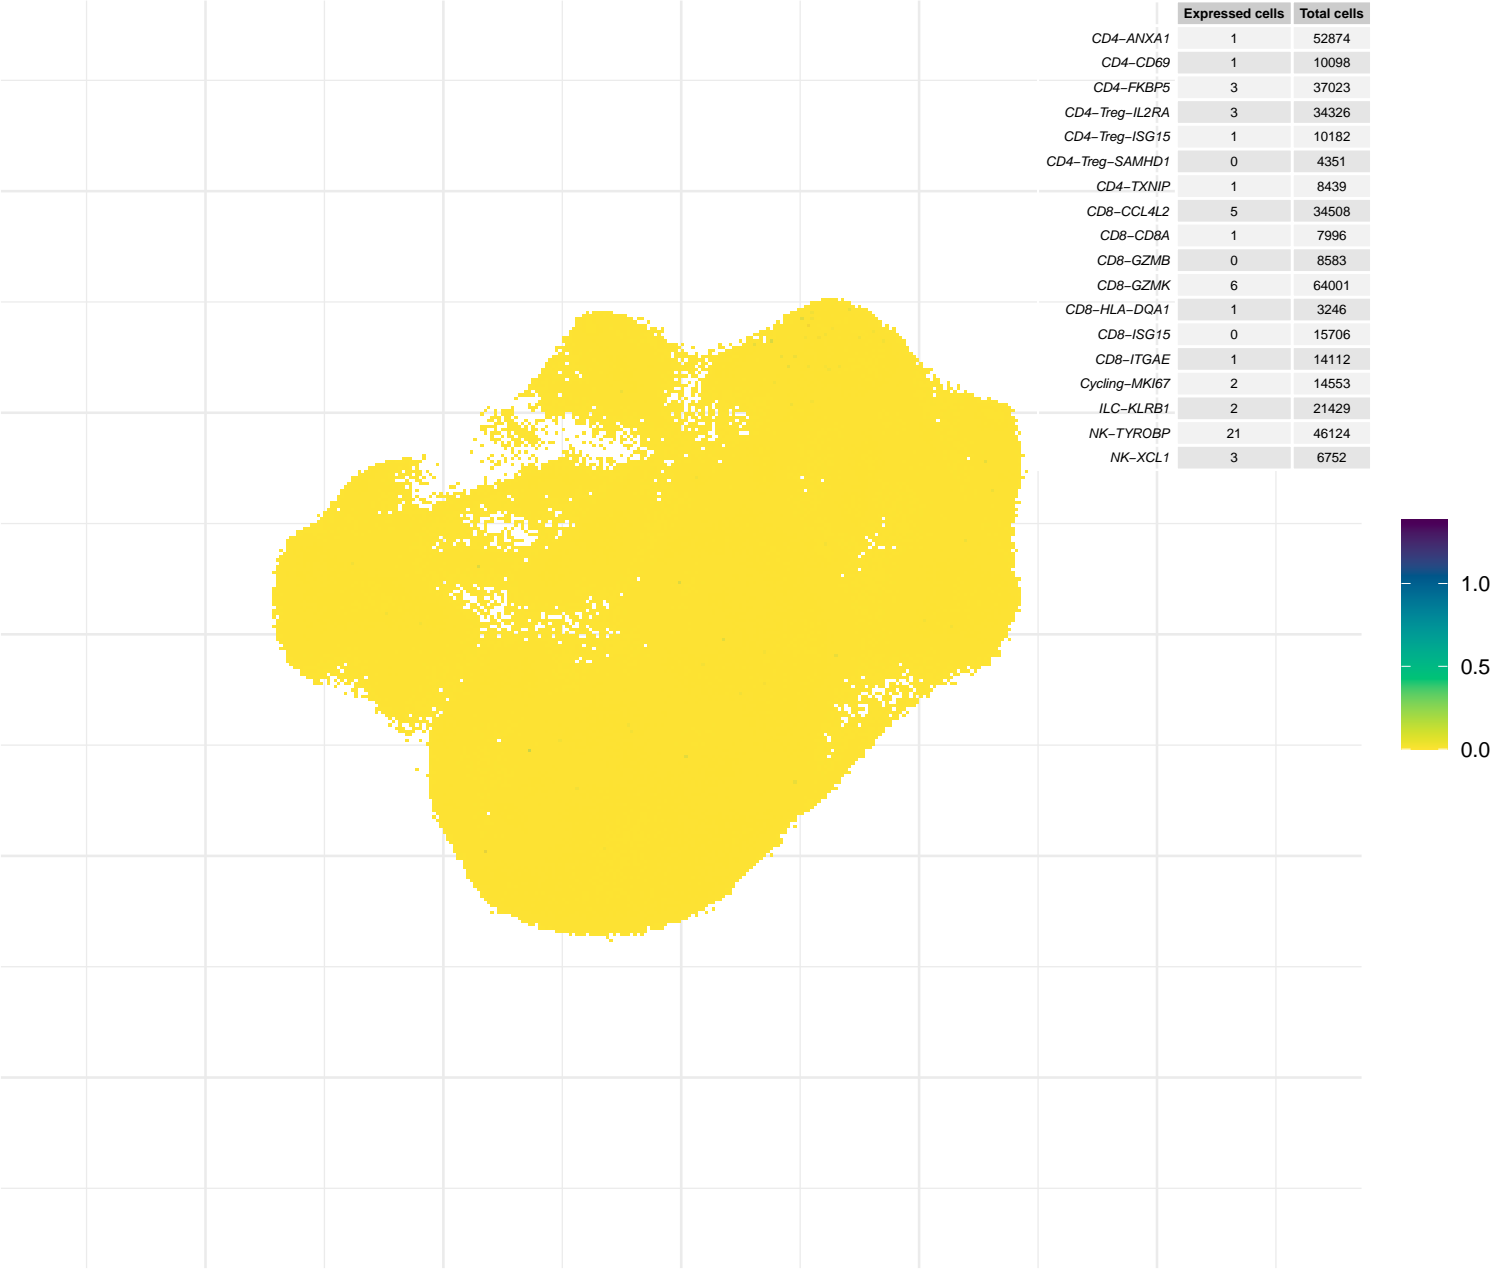 Expressed cells Total cells
CD4−ANXA1 1 52874
CD4−CD69 1 10098
CD4−FKBP5 3 37023
CD4−Treg−IL2RA 3 34326
CD4−Treg−ISG15 1 10182
CD4−Treg−SAMHD1 0 4351
CD4−TXNIP 1 8439
CD8−CCL4L2 5 34508
CD8−CD8A 1 7996
CD8−GZMB 0 8583
CD8−GZMK 6 64001
CD8−HLA−DQA1 1 3246
CD8−ISG15 0 15706
CD8−ITGAE 1 14112
Cycling−MKI67 2 14553
ILC−KLRB1 2 21429
NK−TYROBP 21 46124
NK−XCL1 3 6752
1.0
0.5
0.0